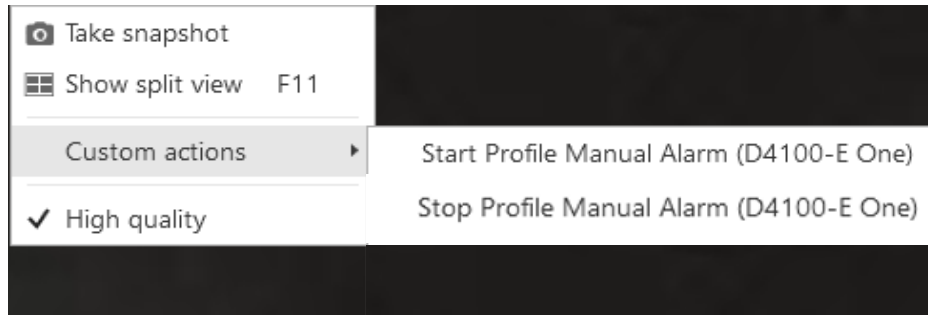 Take snapshot
Show split view F11
Custom actions
Start Profile Manual Alarm (D4100-E One)
Stop Profile Manual Alarm (D4100-E One)
High quality